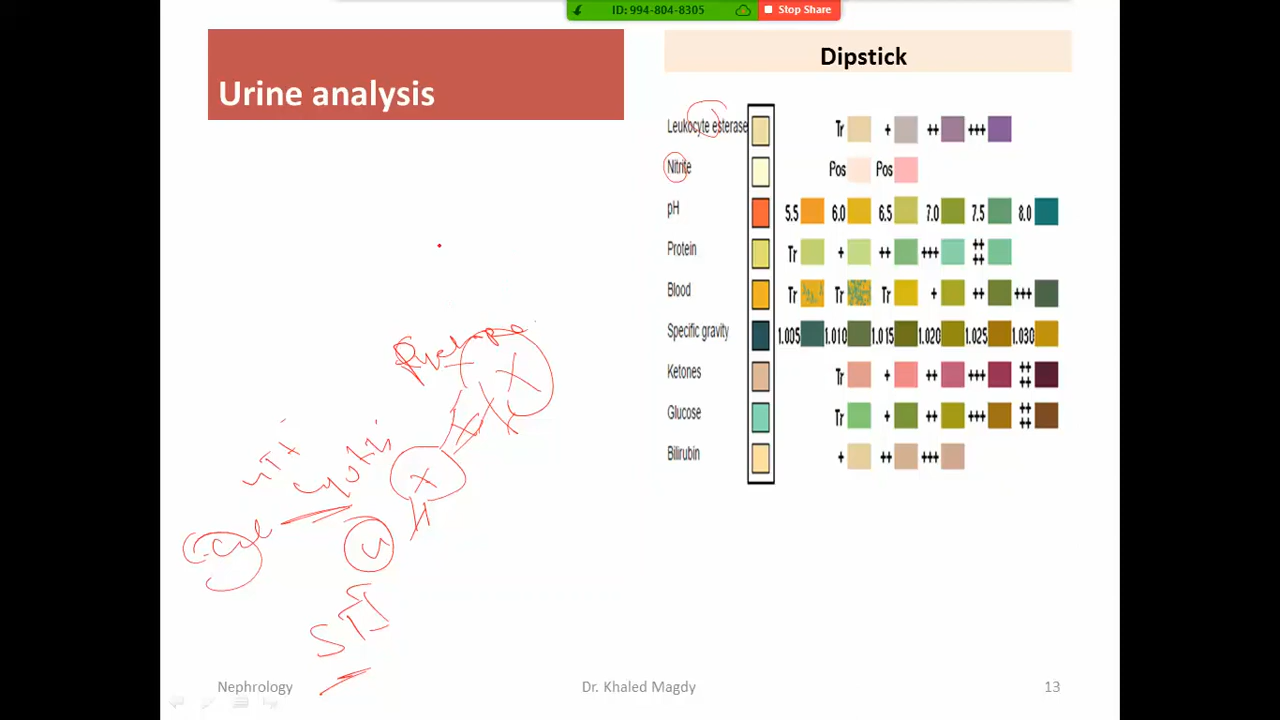 ID: 994-804-8305 Stop Share
Urine analysis
Dipstick
Leukocyte esterase Tr + ++ +++
Nitrite Pos Pos
pH 5.5 6.0 6.5 7.0 7.5 8.0
Protein Tr + ++ +++ ++ ++
Blood Tr Tr Tr + ++ +++
Specific gravity 1.005 1.010 1.015 1.020 1.025 1.030
Ketones Tr + ++ +++ ++ ++
Glucose Tr + ++ +++ ++ ++
Bilirubin + ++ +++
UTI
U
Nephrology Dr. Khaled Magdy 13